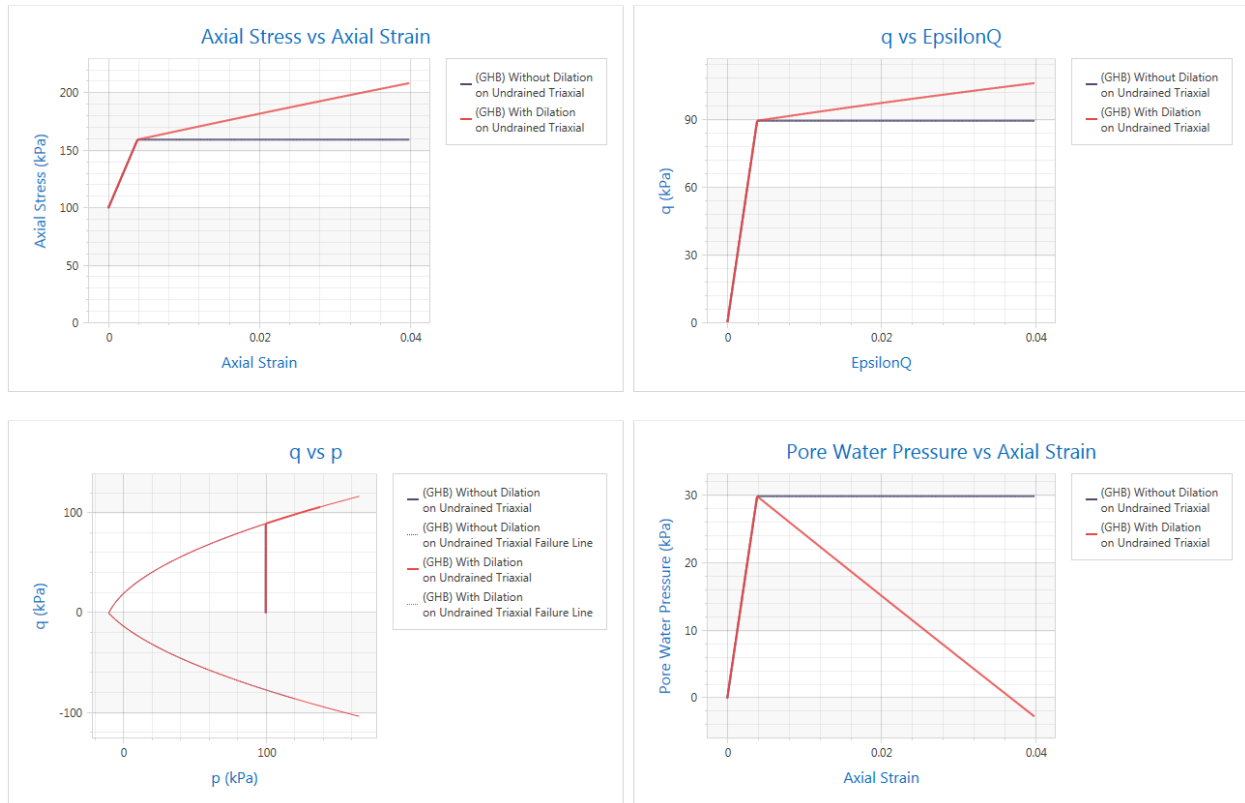 Axial Stress vs Axial Strain
Axial Stress (kPa)
200
150
100
50
0
0
0.02
0.04
Axial Strain
(GHB) Without Dilation
on Undrained Triaxial
(GHB) With Dilation
on Undrained Triaxial
q vs EpsilonQ
q (kPa)
90
60
30
0
0
0.02
0.04
EpsilonQ
(GHB) Without Dilation
on Undrained Triaxial
(GHB) With Dilation
on Undrained Triaxial
q vs p
q (kPa)
100
0
-100
0
100
p (kPa)
(GHB) Without Dilation
on Undrained Triaxial
(GHB) Without Dilation
on Undrained Triaxial Failure Line
(GHB) With Dilation
on Undrained Triaxial
(GHB) With Dilation
on Undrained Triaxial Failure Line
Pore Water Pressure vs Axial Strain
Pore Water Pressure (kPa)
30
20
10
0
0
0.02
0.04
Axial Strain
(GHB) Without Dilation
on Undrained Triaxial
(GHB) With Dilation
on Undrained Triaxial